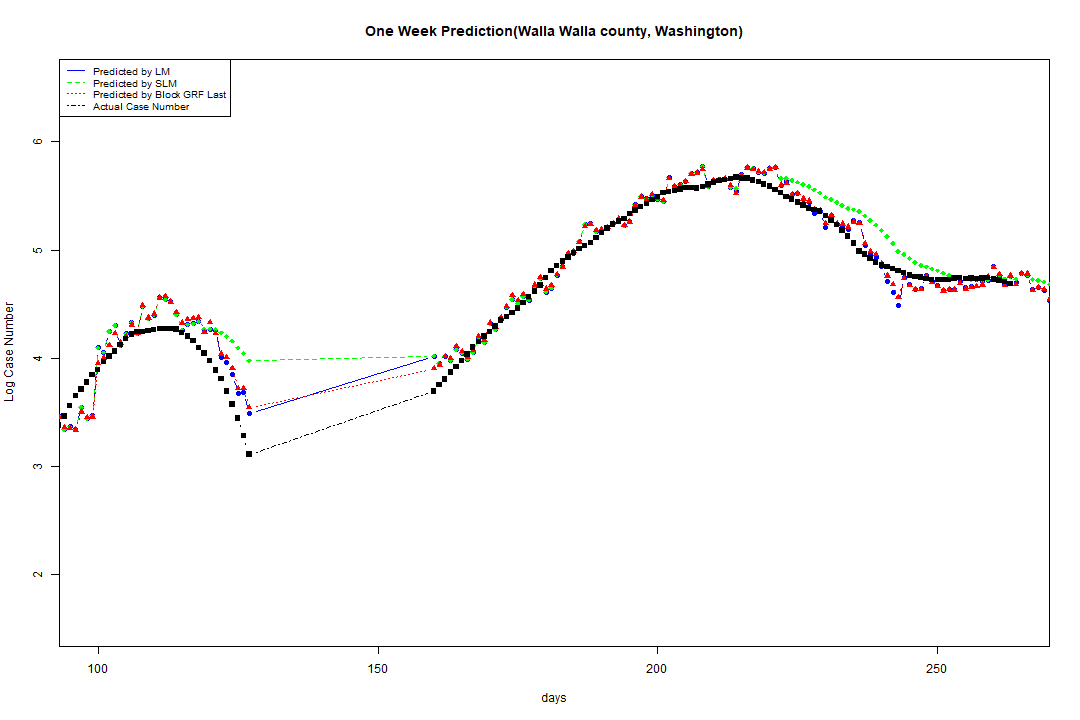 One Week Prediction(Walla Walla county, Washington)
Predicted by LM
Predicted by SLM
Predicted by Block GRF Last
Actual Case Number
Log Case Number
6
5
4
3
2
100 150 200 250
days